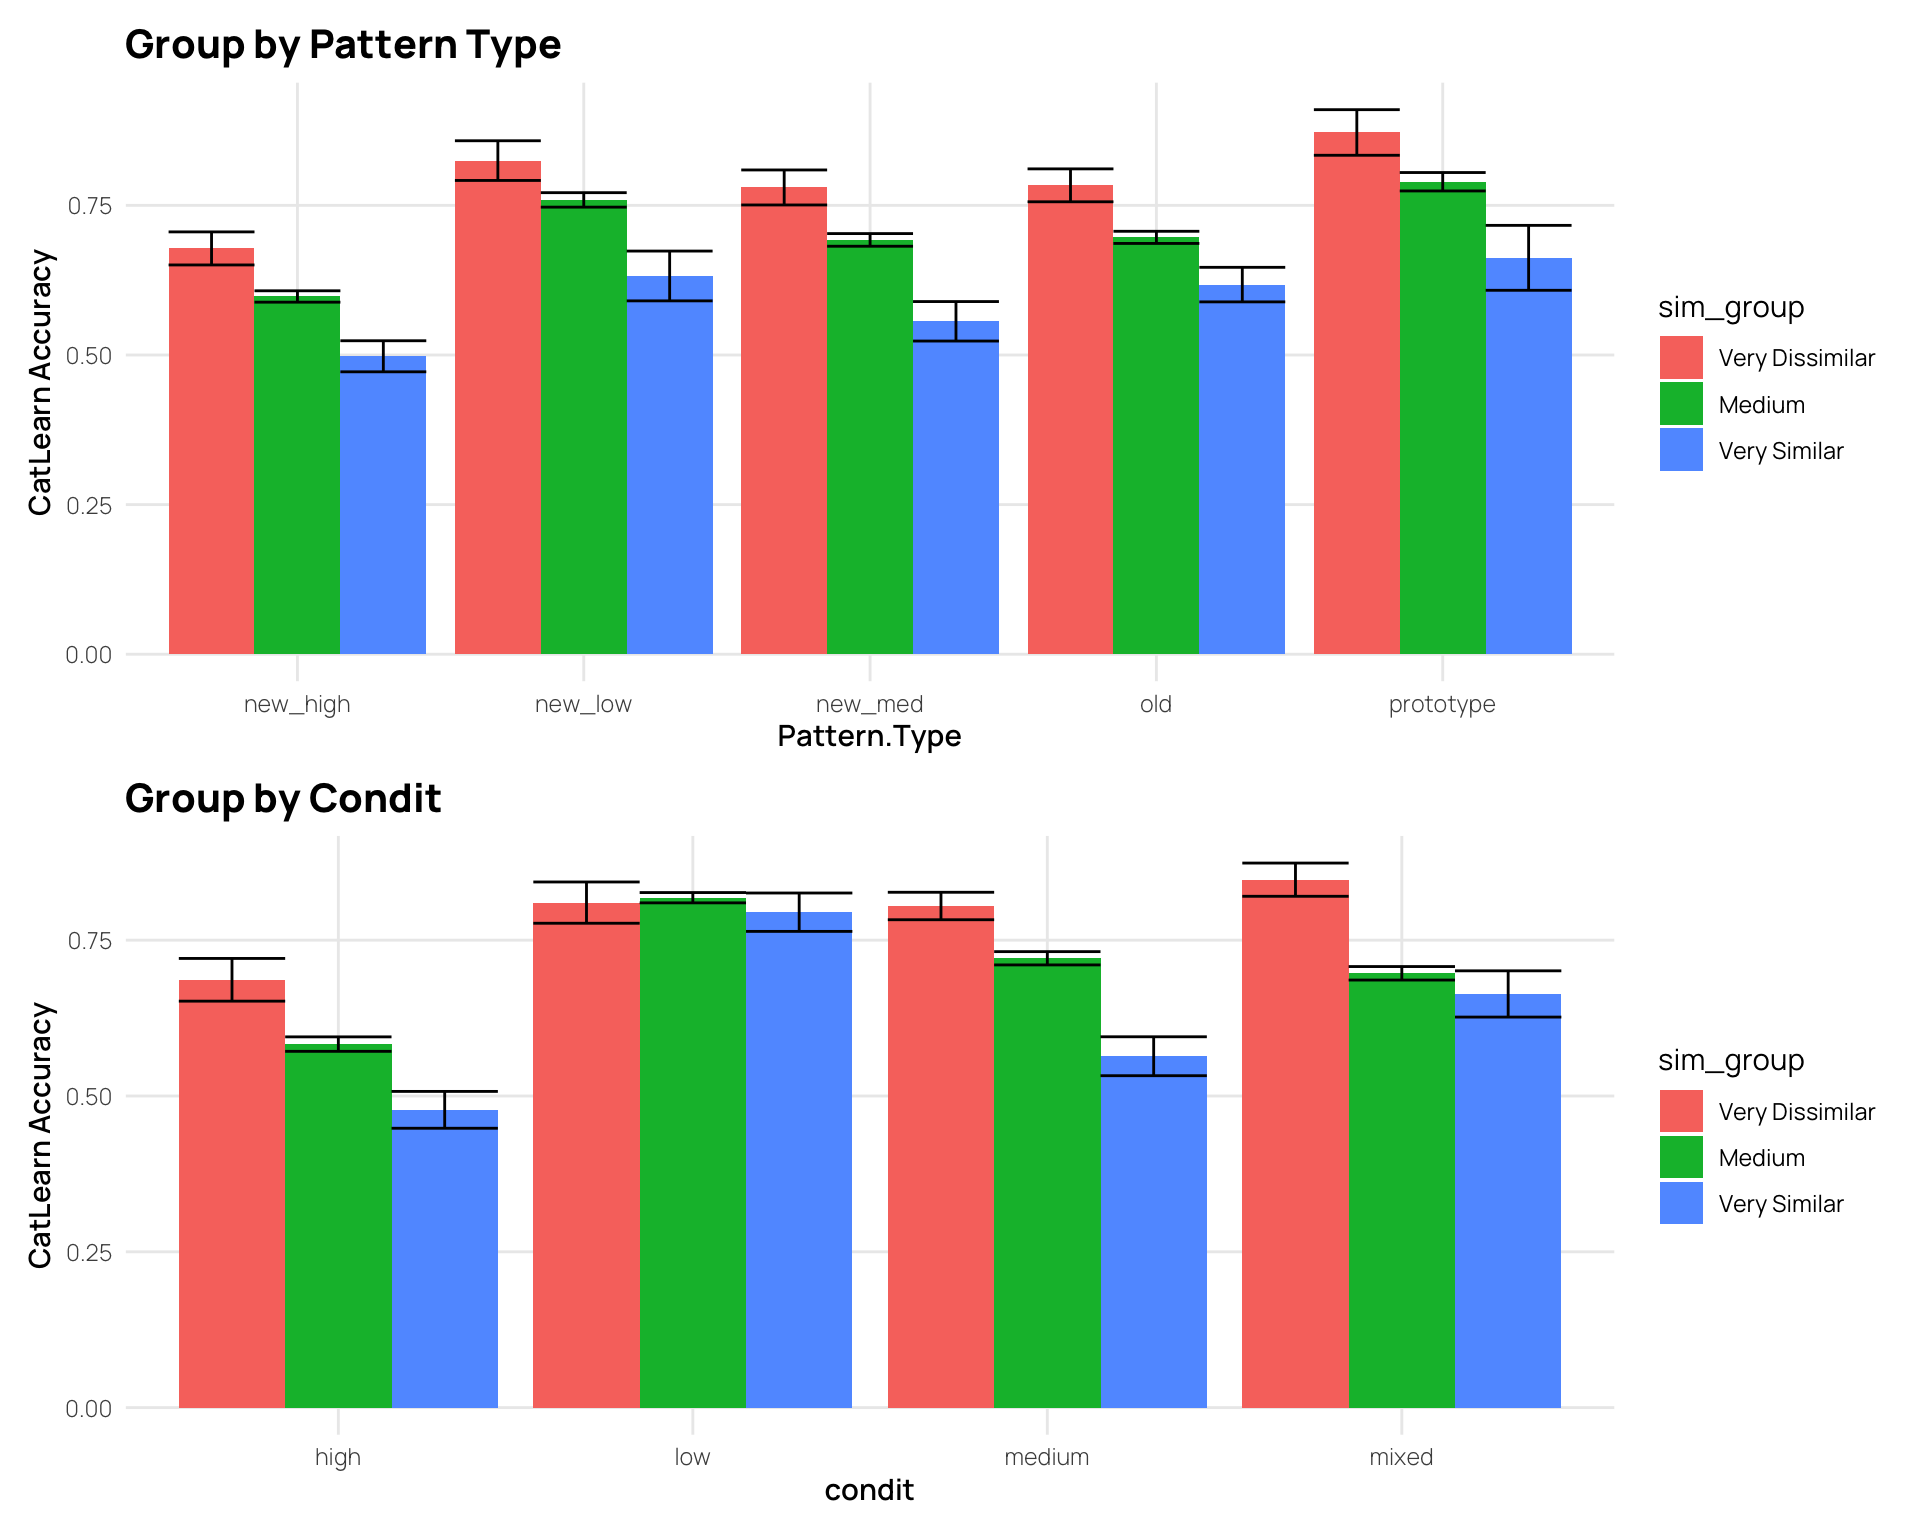 Group by Pattern Type
CatLearn Accuracy
0.75
0.50
0.25
0.00
new_high
new_low
new_med
old
prototype
Pattern.Type
sim_group
Very Dissimilar
Medium
Very Similar
Group by Condit
CatLearn Accuracy
0.75
0.50
0.25
0.00
high
low
medium
mixed
condit
sim_group
Very Dissimilar
Medium
Very Similar